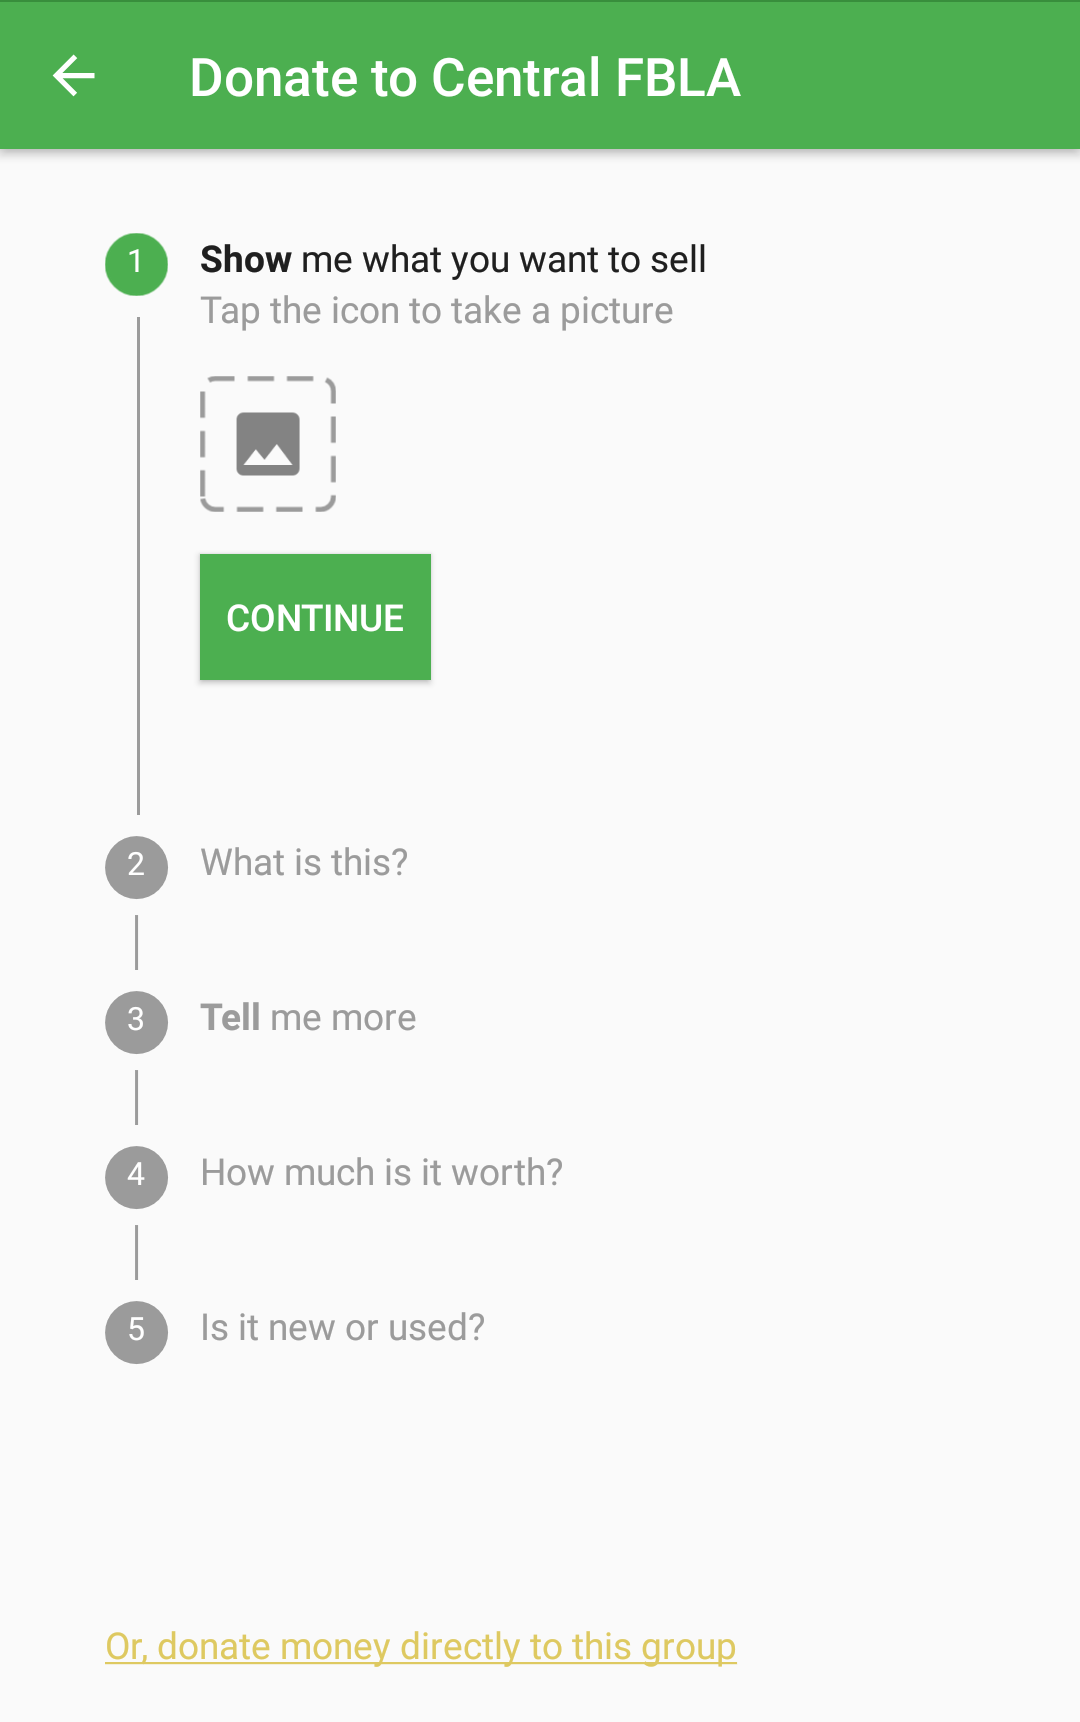 Donate to Central FBLA
1 Show me what you want to sell
Tap the icon to take a picture
CONTINUE
2 What is this?
3 Tell me more
4 How much is it worth?
5 Is it new or used?
Or, donate money directly to this group